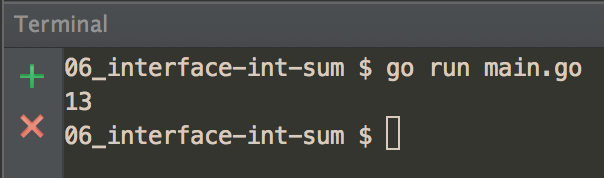 Terminal
06_interface-int-sum $ go run main.go
13
06_interface-int-sum $